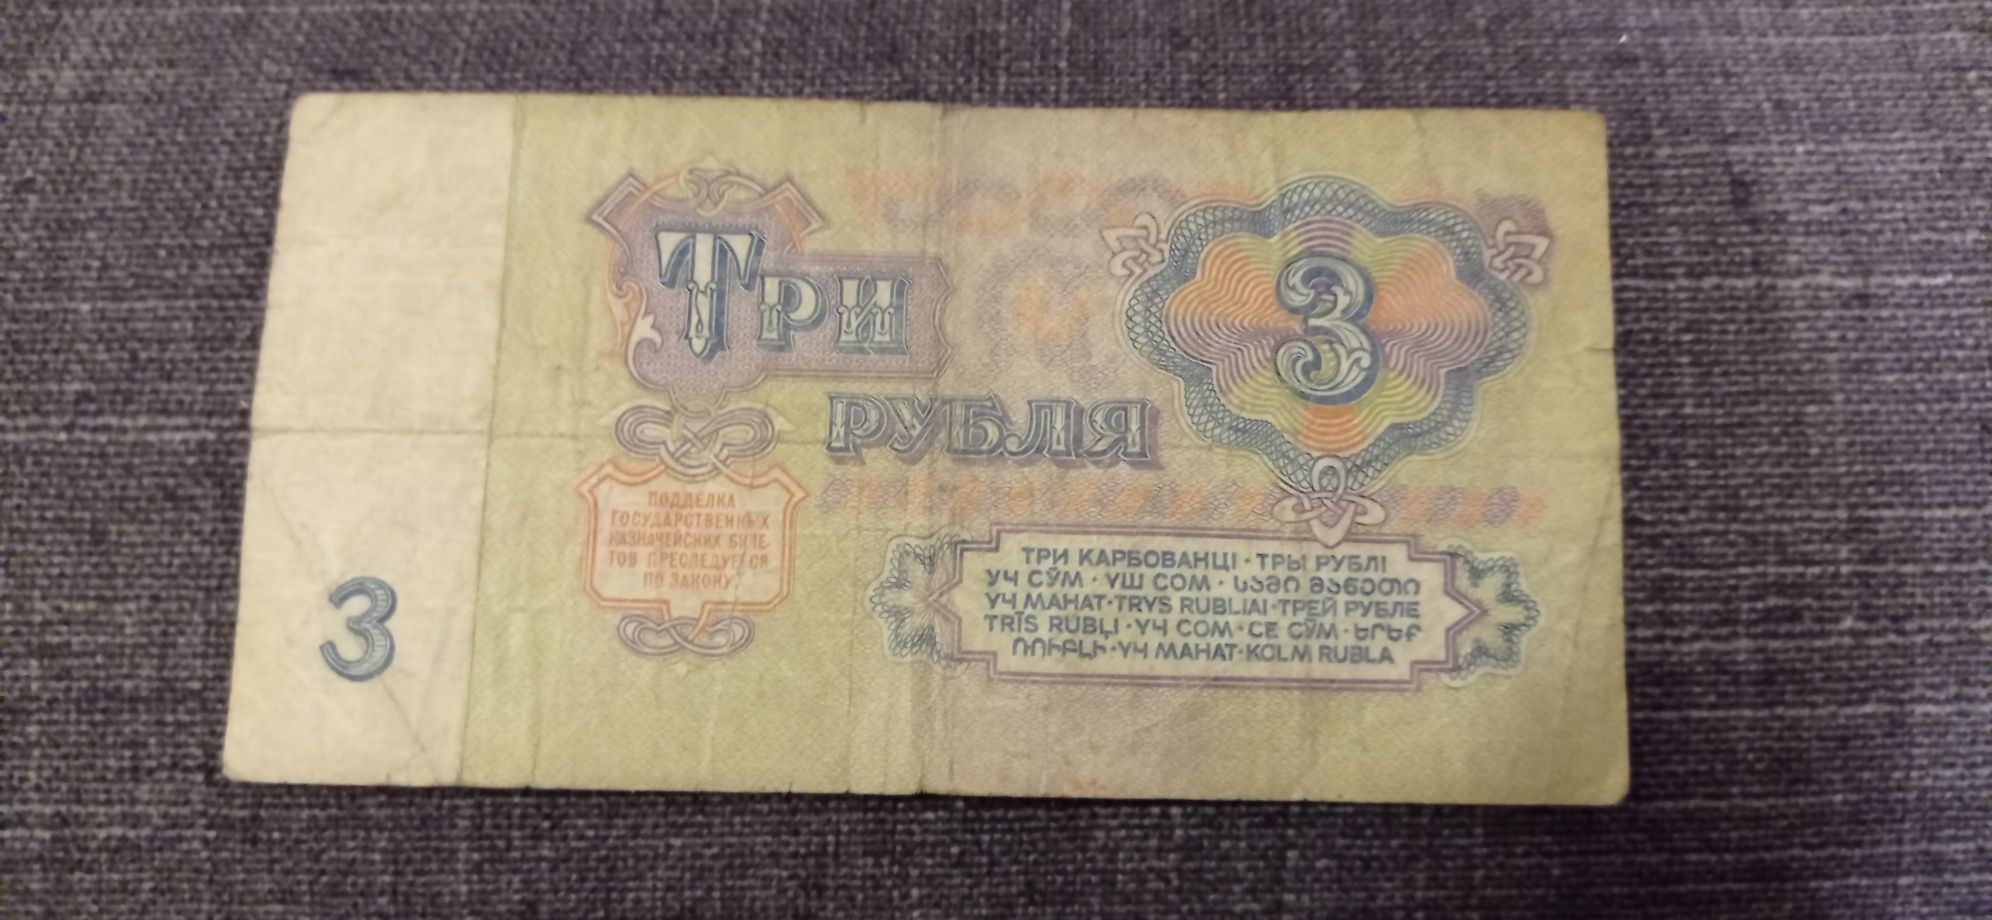 Три
РУБЛЯ
3
ПОДДЕЛКА
ГОСУДАРСТВЕННЫХ
КАЗНАЧЕЙСКИХ БИЛЕ-
ТОВ ПРЕСЛЕДУЕТСЯ
ПО ЗАКОНУ
ТРИ КАРБОВАНЦІ · ТРЫ РУБЛІ
УЧ СЎМ · ҮШ СОМ · ᲡᲐᲛᲘ ᲛᲐᲜᲔᲗᲘ
УЧ МАНАТ · TRYS RUBLIAI · ТРЕЙ РУБЛЕ
TRĪS RUBĻI · ҮЧ СОМ · СЕ СӮМ · ԵՐԵՔ
ՌՈՒԲԼԻ · ҮЧ МАНАТ · KOLM RUBLA
3